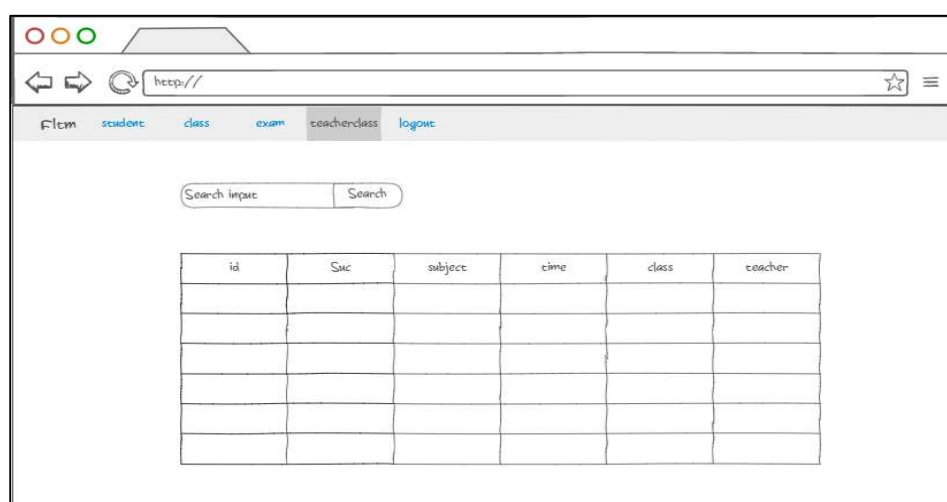 http://
Fltm student class exam teacherclass logout
Search input Search
id Suc subject time class teacher